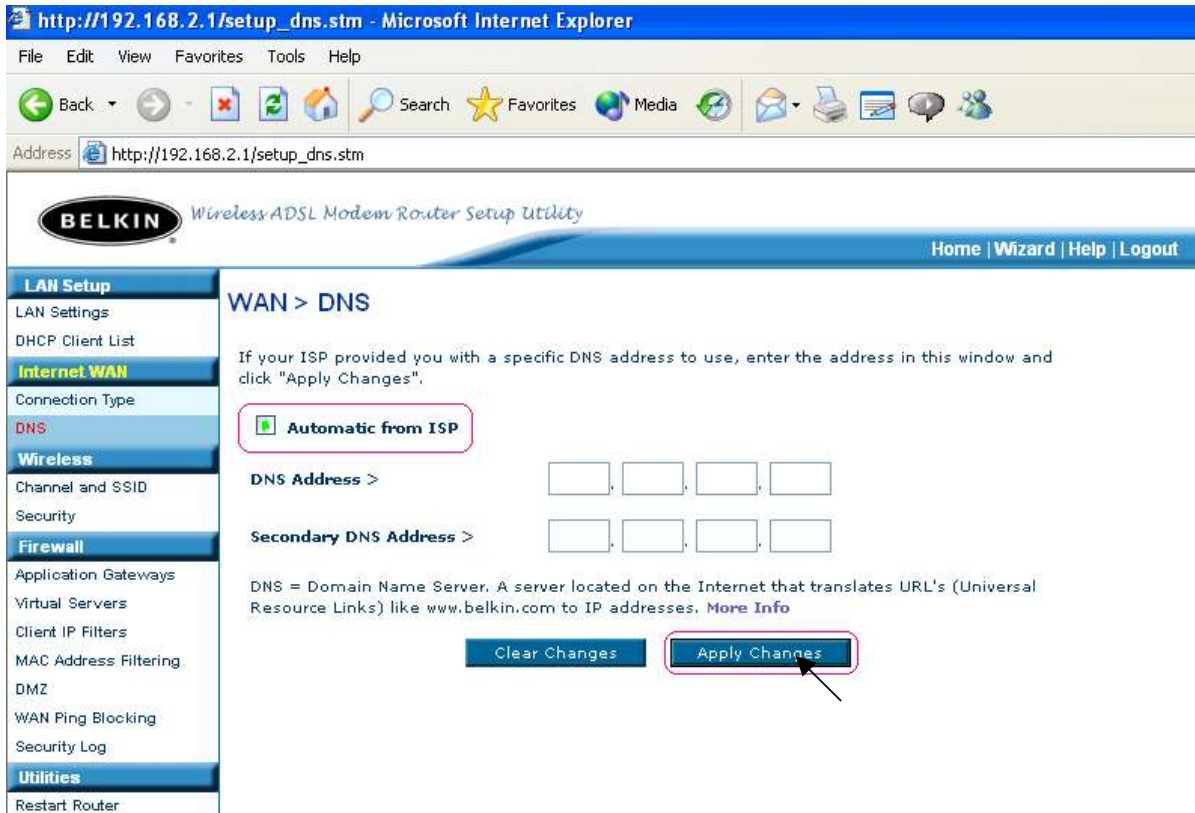 http://192.168.2.1/setup_dns.stm - Microsoft Internet Explorer
File Edit View Favorites Tools Help
Back Search Favorites Media
Address http://192.168.2.1/setup_dns.stm
BELKIN Wireless ADSL Modem Router Setup Utility
Home | Wizard | Help | Logout
LAN Setup
LAN Settings
DHCP Client List
Internet WAN
Connection Type
DNS
Wireless
Channel and SSID
Security
Firewall
Application Gateways
Virtual Servers
Client IP Filters
MAC Address Filtering
DMZ
WAN Ping Blocking
Security Log
Utilities
Restart Router
WAN > DNS
If your ISP provided you with a specific DNS address to use, enter the address in this window and
click "Apply Changes".
Automatic from ISP
DNS Address > . . .
Secondary DNS Address > . . .
DNS = Domain Name Server. A server located on the Internet that translates URL's (Universal
Resource Links) like www.belkin.com to IP addresses. More Info
Clear Changes Apply Changes